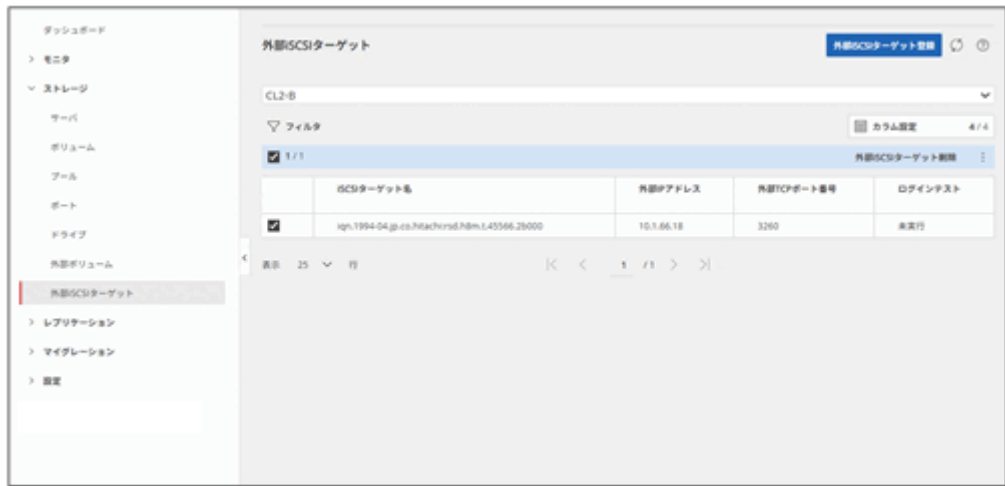 ダッシュボード
モニタ
ストレージ
サーバ
ボリューム
プール
ポート
ドライブ
外部ボリューム
外部iSCSIターゲット
レプリケーション
マイグレーション
設定
外部iSCSIターゲット
外部iSCSIターゲット登録
CL2-B
フィルタ
カラム設定 4 / 4
1 / 1 外部iSCSIターゲット削除
iSCSIターゲット名 外部IPアドレス 外部TCPポート番号 ログインテスト
iqn.1994-04.jp.co.hitachi:rsd.h8m.t.45566.2b000 10.1.66.18 3260 未実行
表示 25 行 1 / 1